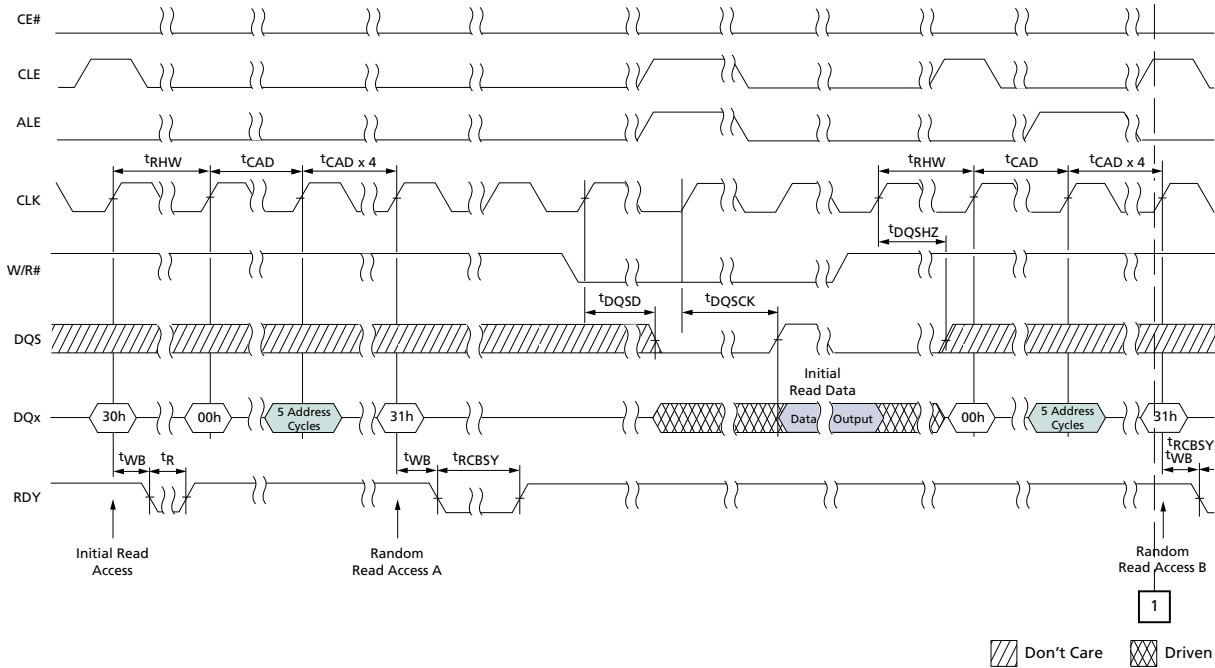 CE#
CLE
ALE
tRHW
tCAD
tCAD x 4
tRHW
tCAD
tCAD x 4
CLK
tDQSHZ
W/R#
tDQSD
tDQSCK
DQS
Initial
Read Data
DQx
30h
00h
5 Address
Cycles
31h
Data
Output
00h
5 Address
Cycles
31h
tWB
tR
tWB
tRCBSY
tRCBSY
tWB
RDY
Initial Read
Access
Random
Read Access A
Random
Read Access B
1
Don't Care
Driven